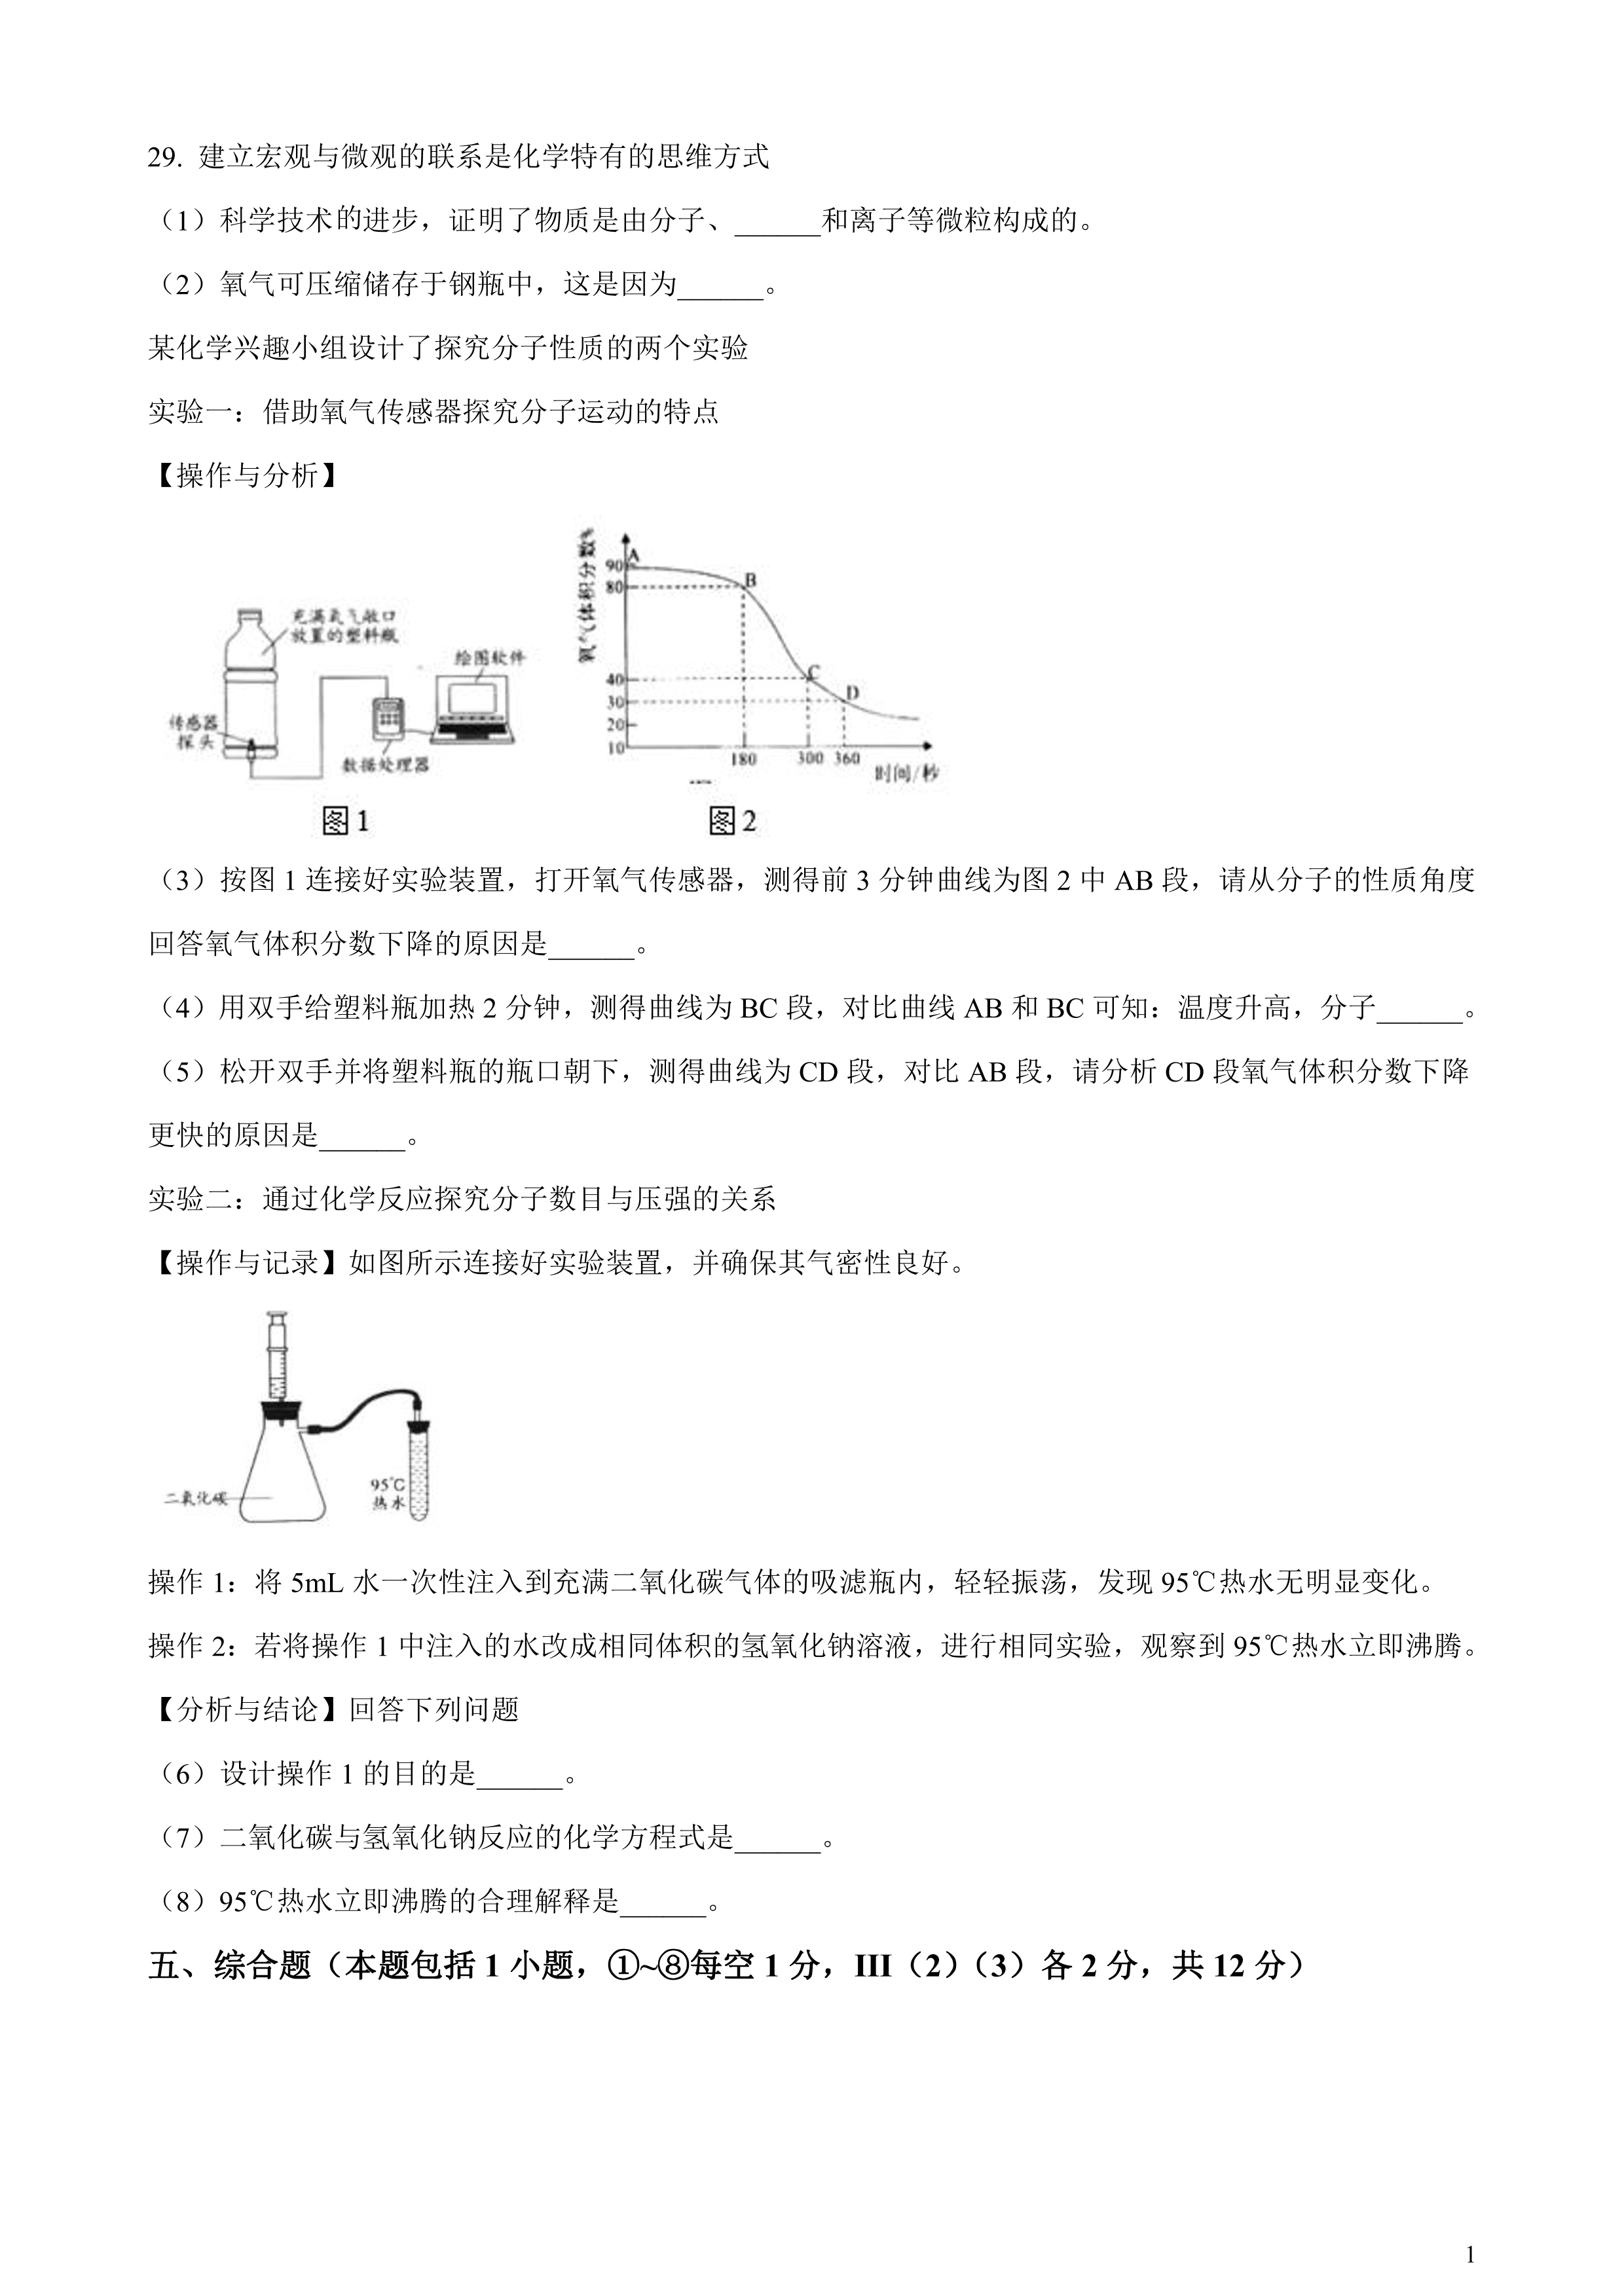 29. 建立宏观与微观的联系是化学特有的思维方式
（1）科学技术的进步，证明了物质是由分子、______和离子等微粒构成的。
（2）氧气可压缩储存于钢瓶中，这是因为______。
某化学兴趣小组设计了探究分子性质的两个实验
实验一：借助氧气传感器探究分子运动的特点
【操作与分析】
充满氧气敞口
放置的塑料瓶
绘图软件
传感器
探头
数据处理器
图1
氧气体积分数%
A
90
80
B
40
C
30
D
20
10
180 300 360
时间/秒
图2
（3）按图 1 连接好实验装置，打开氧气传感器，测得前 3 分钟曲线为图 2 中 AB 段，请从分子的性质角度
回答氧气体积分数下降的原因是______。
（4）用双手给塑料瓶加热 2 分钟，测得曲线为 BC 段，对比曲线 AB 和 BC 可知：温度升高，分子______。
（5）松开双手并将塑料瓶的瓶口朝下，测得曲线为 CD 段，对比 AB 段，请分析 CD 段氧气体积分数下降
更快的原因是______。
实验二：通过化学反应探究分子数目与压强的关系
【操作与记录】如图所示连接好实验装置，并确保其气密性良好。
二氧化碳
95℃
热水
操作 1：将 5mL 水一次性注入到充满二氧化碳气体的吸滤瓶内，轻轻振荡，发现 95℃热水无明显变化。
操作 2：若将操作 1 中注入的水改成相同体积的氢氧化钠溶液，进行相同实验，观察到 95℃热水立即沸腾。
【分析与结论】回答下列问题
（6）设计操作 1 的目的是______。
（7）二氧化碳与氢氧化钠反应的化学方程式是______。
（8）95℃热水立即沸腾的合理解释是______。
五、综合题（本题包括 1 小题，①~⑧每空 1 分，III（2）（3）各 2 分，共 12 分）
1